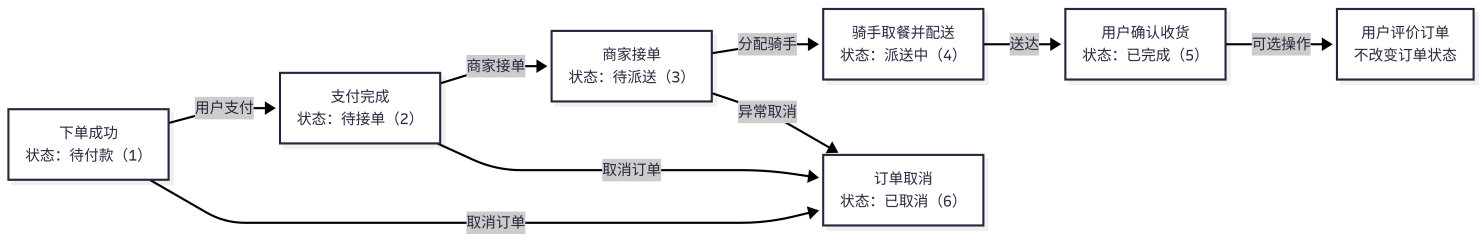 下单成功
状态：待付款（1）
用户支付
支付完成
状态：待接单（2）
商家接单
商家接单
状态：待派送（3）
分配骑手
骑手取餐并配送
状态：派送中（4）
送达
用户确认收货
状态：已完成（5）
可选操作
用户评价订单
不改变订单状态
异常取消
取消订单
取消订单
订单取消
状态：已取消（6）